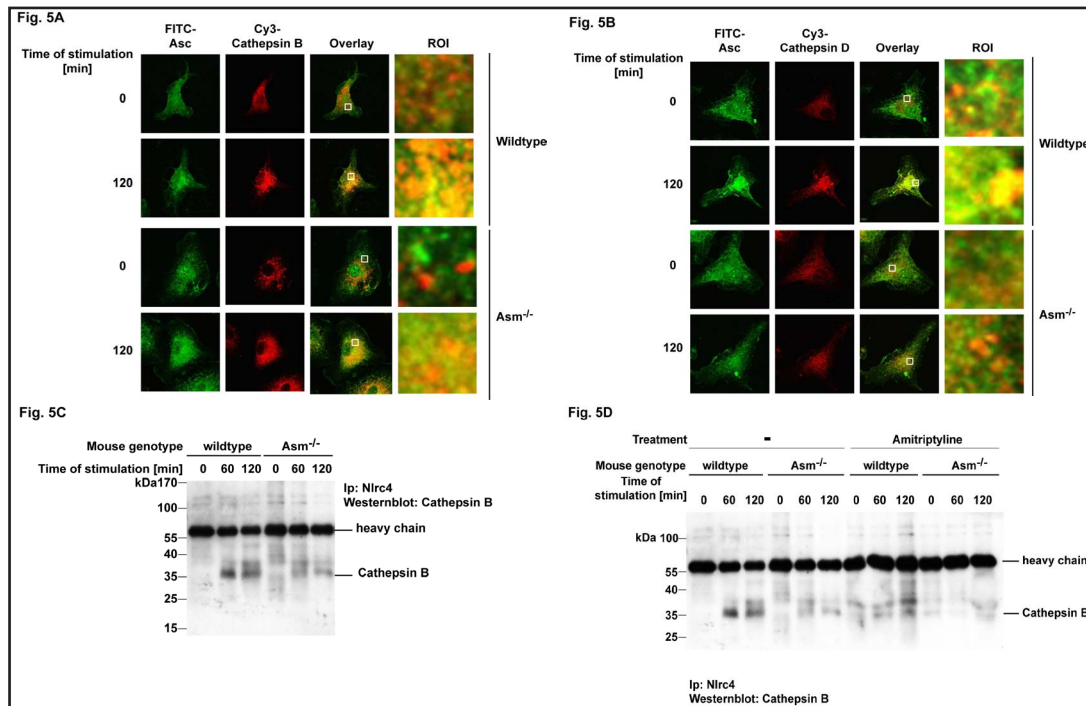 Fig. 5A
FITC-
Asc
Cy3-
Cathepsin B
Overlay
ROI
Time of stimulation
[min]
0
120
0
120
Wildtype
Asm-/-
Fig. 5B
FITC-
Asc
Cy3-
Cathepsin D
Overlay
ROI
Time of stimulation
[min]
0
120
0
120
Wildtype
Asm-/-
Fig. 5C
Mouse genotype wildtype Asm-/-
Time of stimulation [min] 0 60 120 0 60 120
kDa170
100
55
40
35
25
15
Ip: Nlrc4
Westernblot: Cathepsin B
heavy chain
Cathepsin B
Fig. 5D
Treatment - Amitriptyline
Mouse genotype wildtype Asm-/- wildtype Asm-/-
Time of
stimulation [min] 0 60 120 0 60 120 0 60 120 0 60 120
kDa 100
55
40
35
25
heavy chain
Cathepsin B
Ip: Nlrc4
Westernblot: Cathepsin B